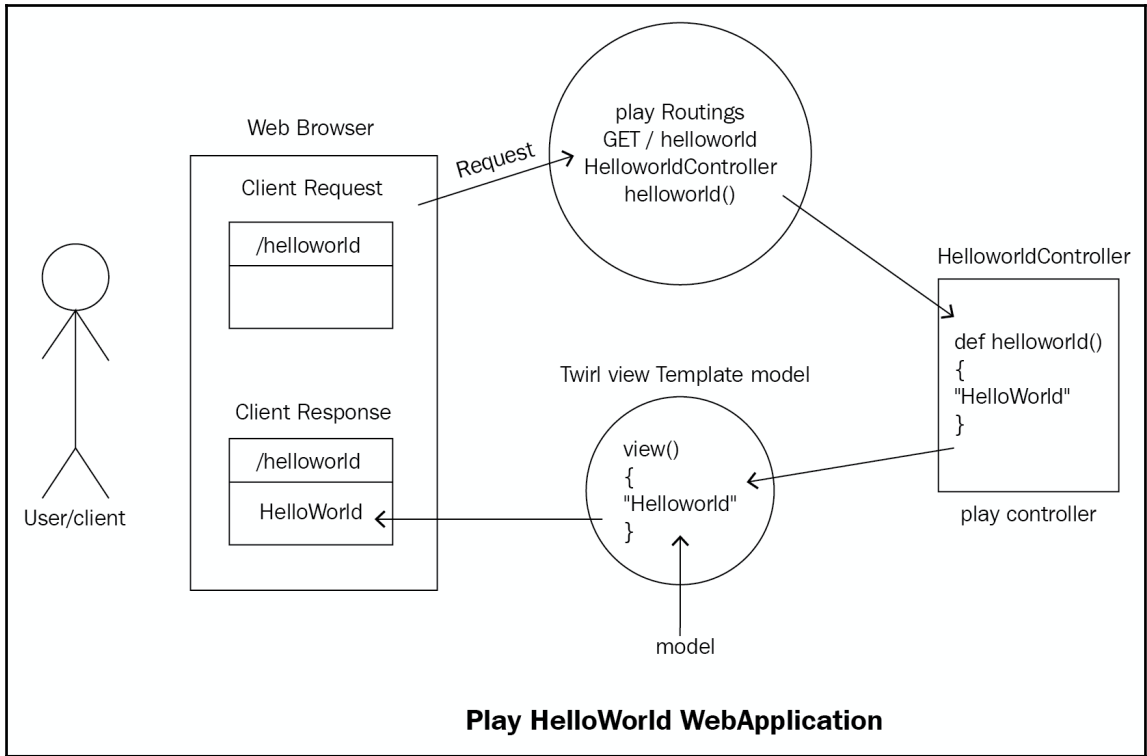 Web Browser
Client Request
/helloworld
Request
play Routings
GET / helloworld
HelloworldController
helloworld()
HelloworldController
def helloworld()
{
"HelloWorld"
}
play controller
Twirl view Template model
view()
{
"Helloworld"
}
model
Client Response
/helloworld
HelloWorld
User/client
Play HelloWorld WebApplication